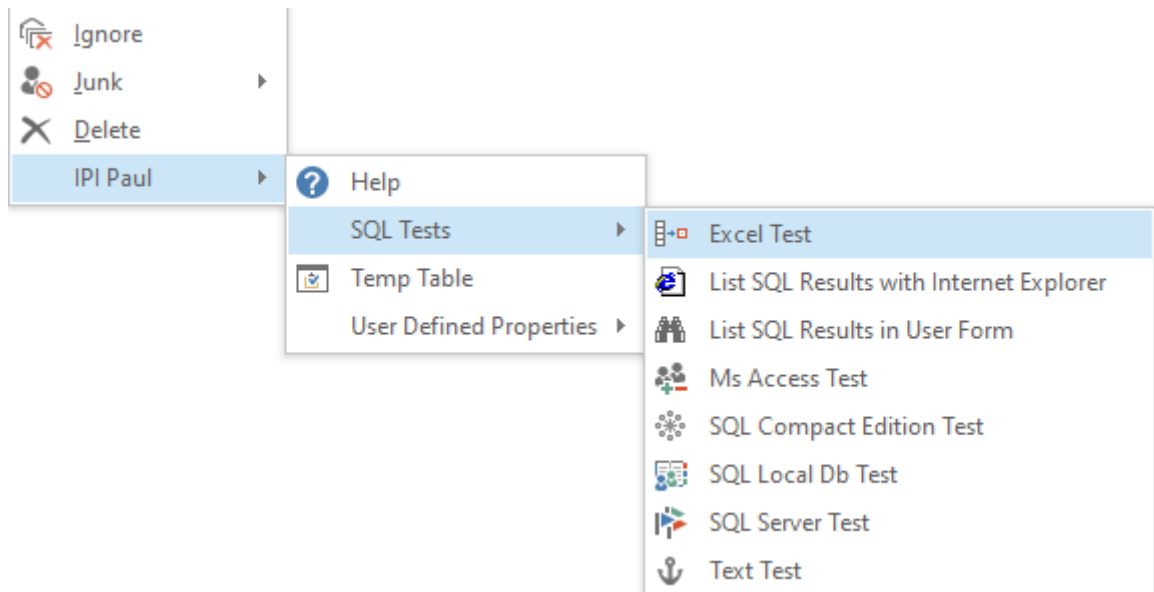 Ignore
Junk
Delete
IPI Paul
Help
SQL Tests
Temp Table
User Defined Properties
Excel Test
List SQL Results with Internet Explorer
List SQL Results in User Form
Ms Access Test
SQL Compact Edition Test
SQL Local Db Test
SQL Server Test
Text Test